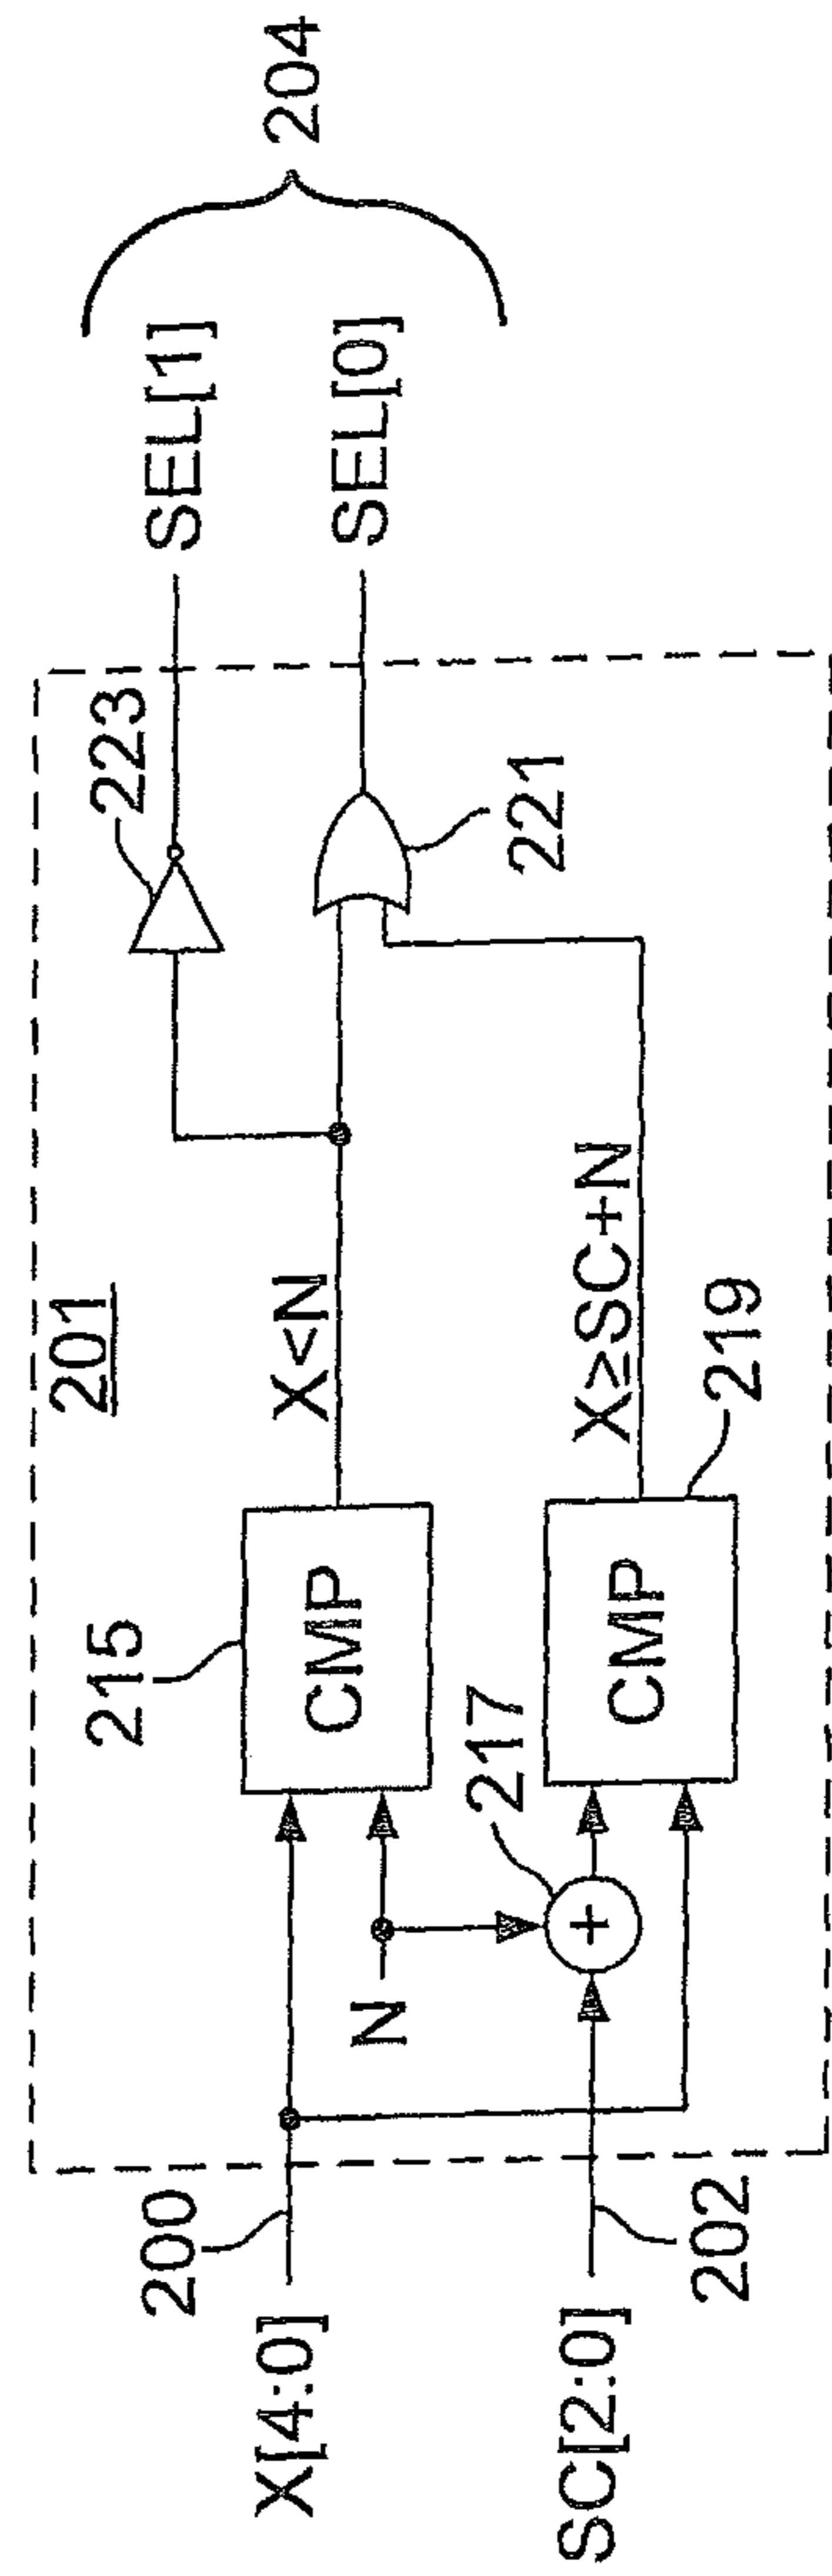 204
SEL[1]
SEL[0]
223
221
201
X<N
X≥SC+N
219
215
CMP
CMP
217
+
N
200
202
X[4:0]
SC[2:0]